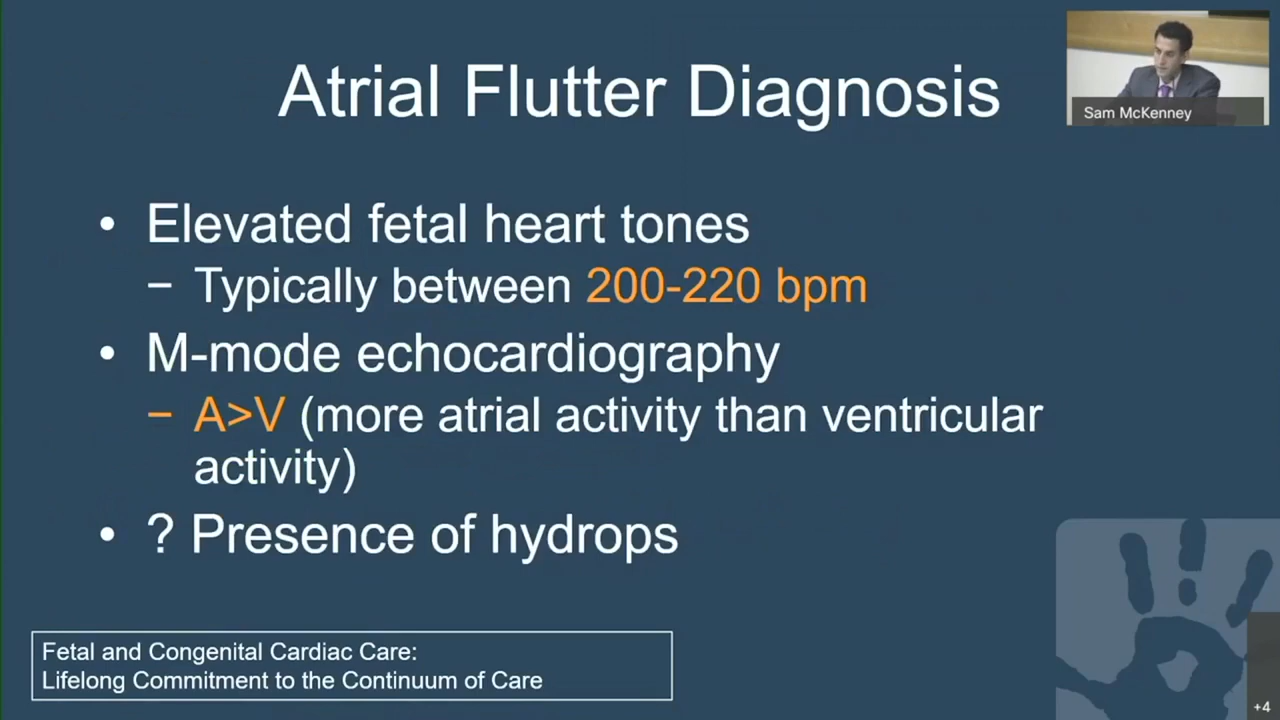 Atrial Flutter Diagnosis
Sam McKenney
• Elevated fetal heart tones
– Typically between 200-220 bpm
• M-mode echocardiography
– A>V (more atrial activity than ventricular
activity)
• ? Presence of hydrops
Fetal and Congenital Cardiac Care:
Lifelong Commitment to the Continuum of Care
+4